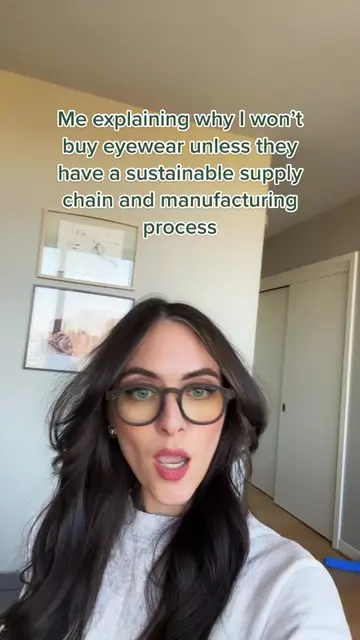 Me explaining why I won't
buy eyewear unless they
have a sustainable supply
chain and manufacturing
process